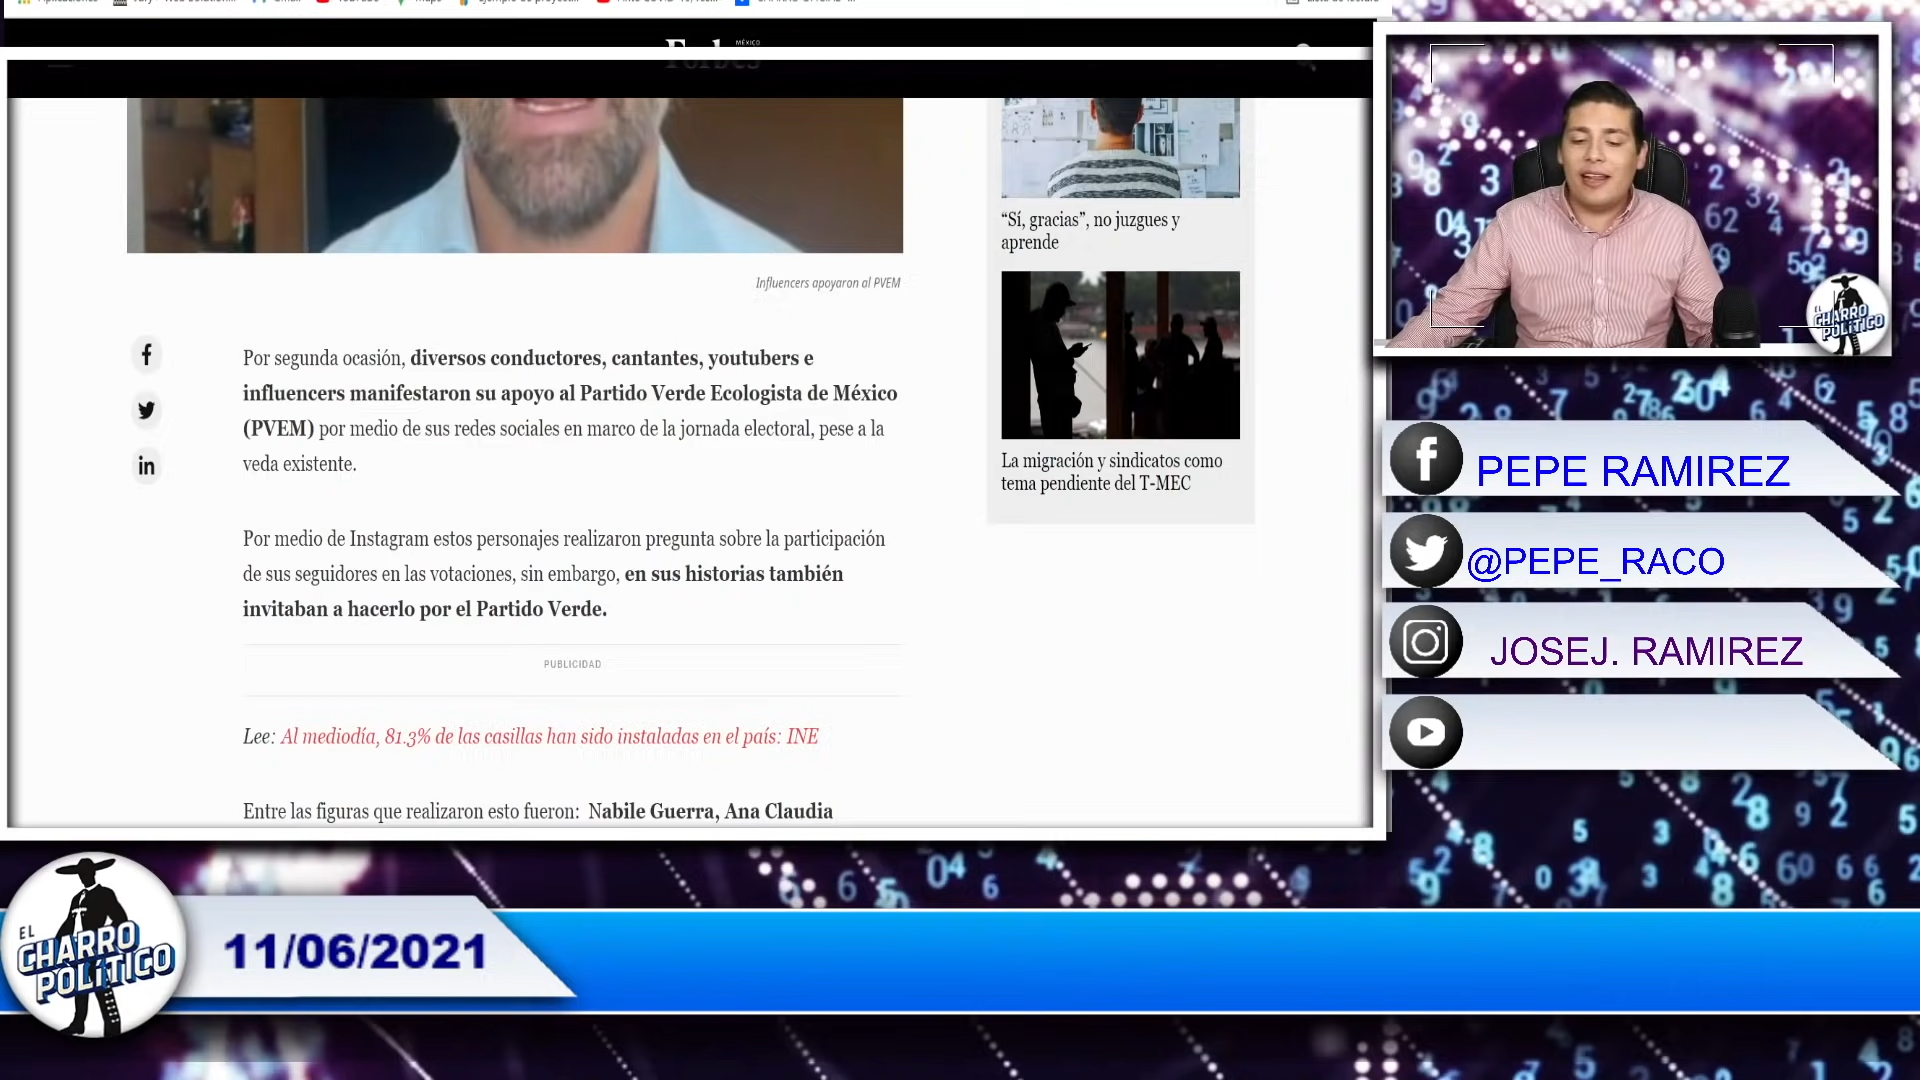 Forbes
MÉXICO
Influencers apoyaron al PVEM
Por segunda ocasión, diversos conductores, cantantes, youtubers e
influencers manifestaron su apoyo al Partido Verde Ecologista de México
(PVEM) por medio de sus redes sociales en marco de la jornada electoral, pese a la
veda existente.
Por medio de Instagram estos personajes realizaron pregunta sobre la participación
de sus seguidores en las votaciones, sin embargo, en sus historias también
invitaban a hacerlo por el Partido Verde.
PUBLICIDAD
Lee: Al mediodía, 81.3% de las casillas han sido instaladas en el país: INE
Entre las figuras que realizaron esto fueron: Nabile Guerra, Ana Claudia
“Sí, gracias”, no juzgues y
aprende
La migración y sindicatos como
tema pendiente del T-MEC
EL
CHARRO
POLÍTICO
PEPE RAMIREZ
@PEPE_RACO
JOSEJ. RAMIREZ
EL
CHARRO
POLÍTICO
11/06/2021